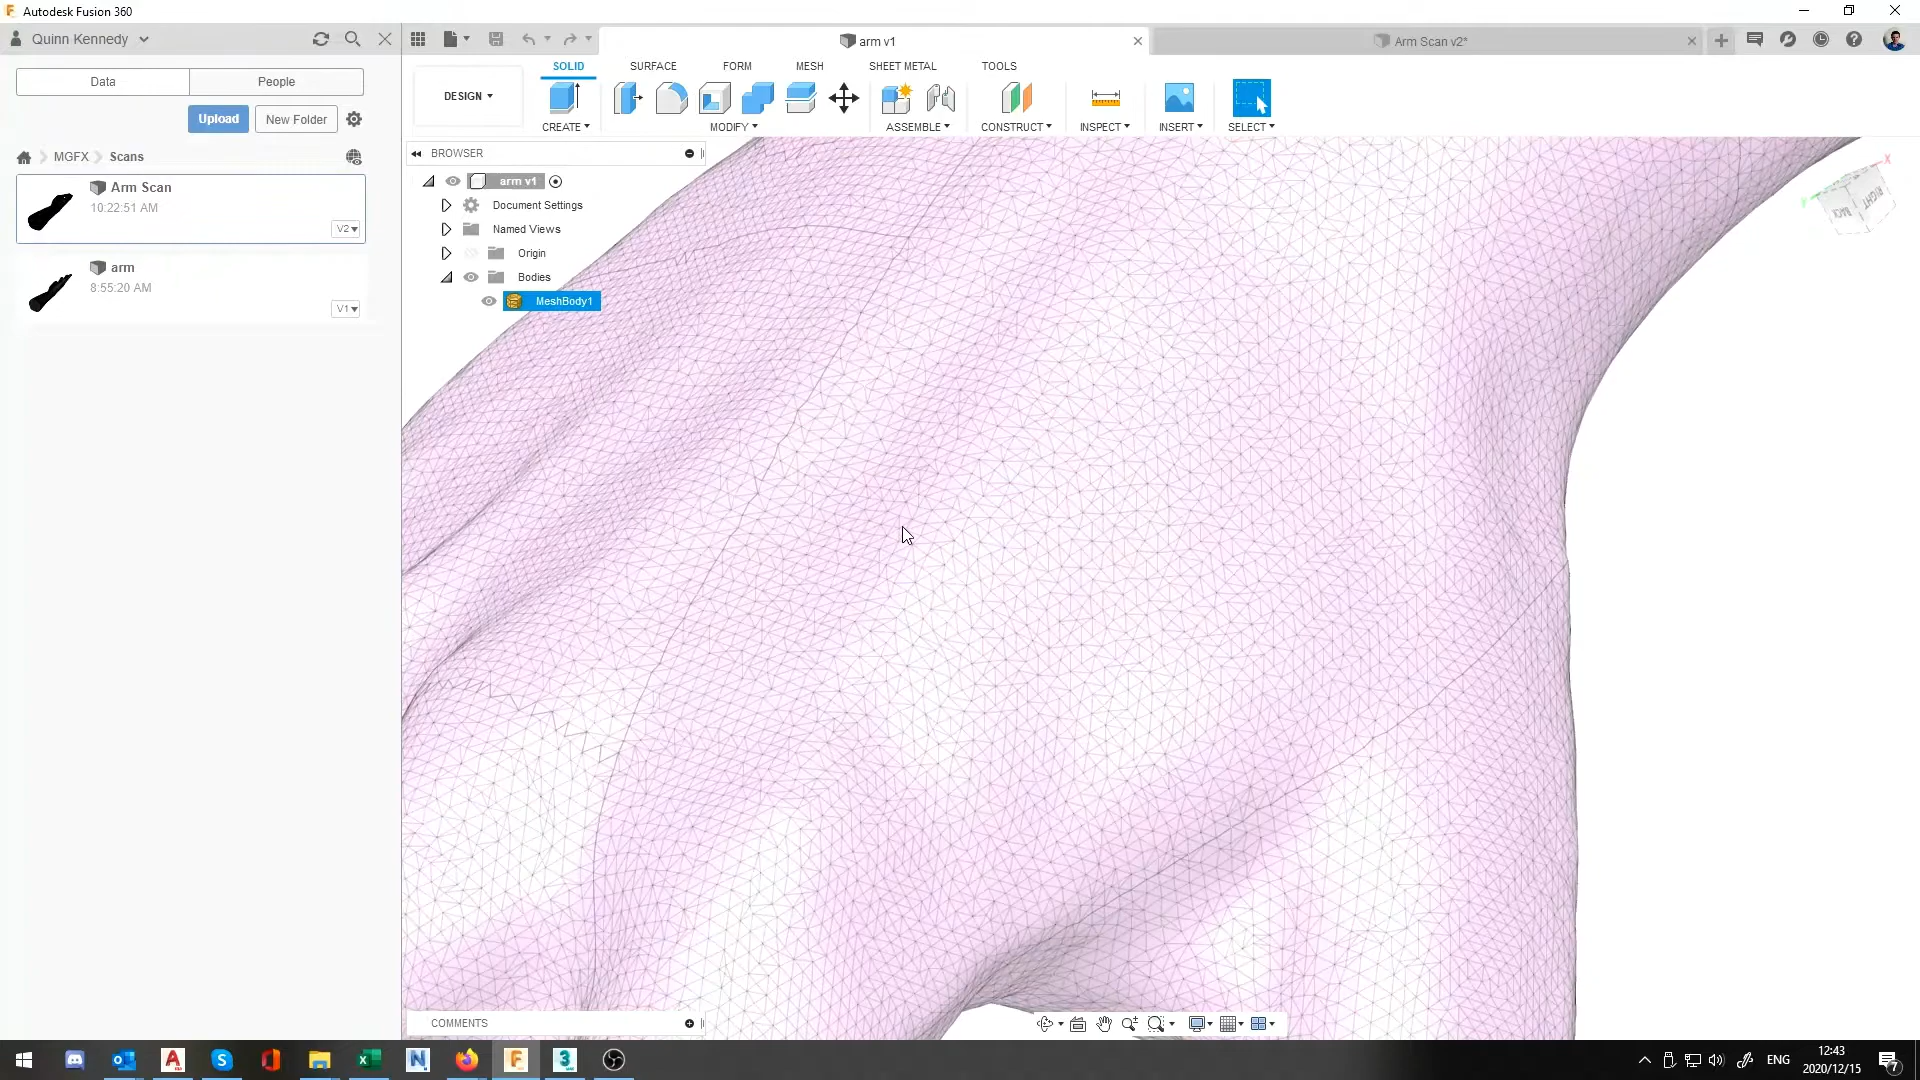 Autodesk Fusion 360
Quinn Kennedy
arm v1
Arm Scan v2*
Data
People
SOLID
SURFACE
FORM
MESH
SHEET METAL
TOOLS
DESIGN
Upload
New Folder
CREATE
MODIFY
ASSEMBLE
CONSTRUCT
INSPECT
INSERT
SELECT
MGFX
Scans
BROWSER
Arm Scan
10:22:51 AM
V2
arm
8:55:20 AM
V1
arm v1
Document Settings
Named Views
Origin
Bodies
MeshBody1
BACK
RIGHT
X
Y
COMMENTS
ENG
12:43
2020/12/15
7